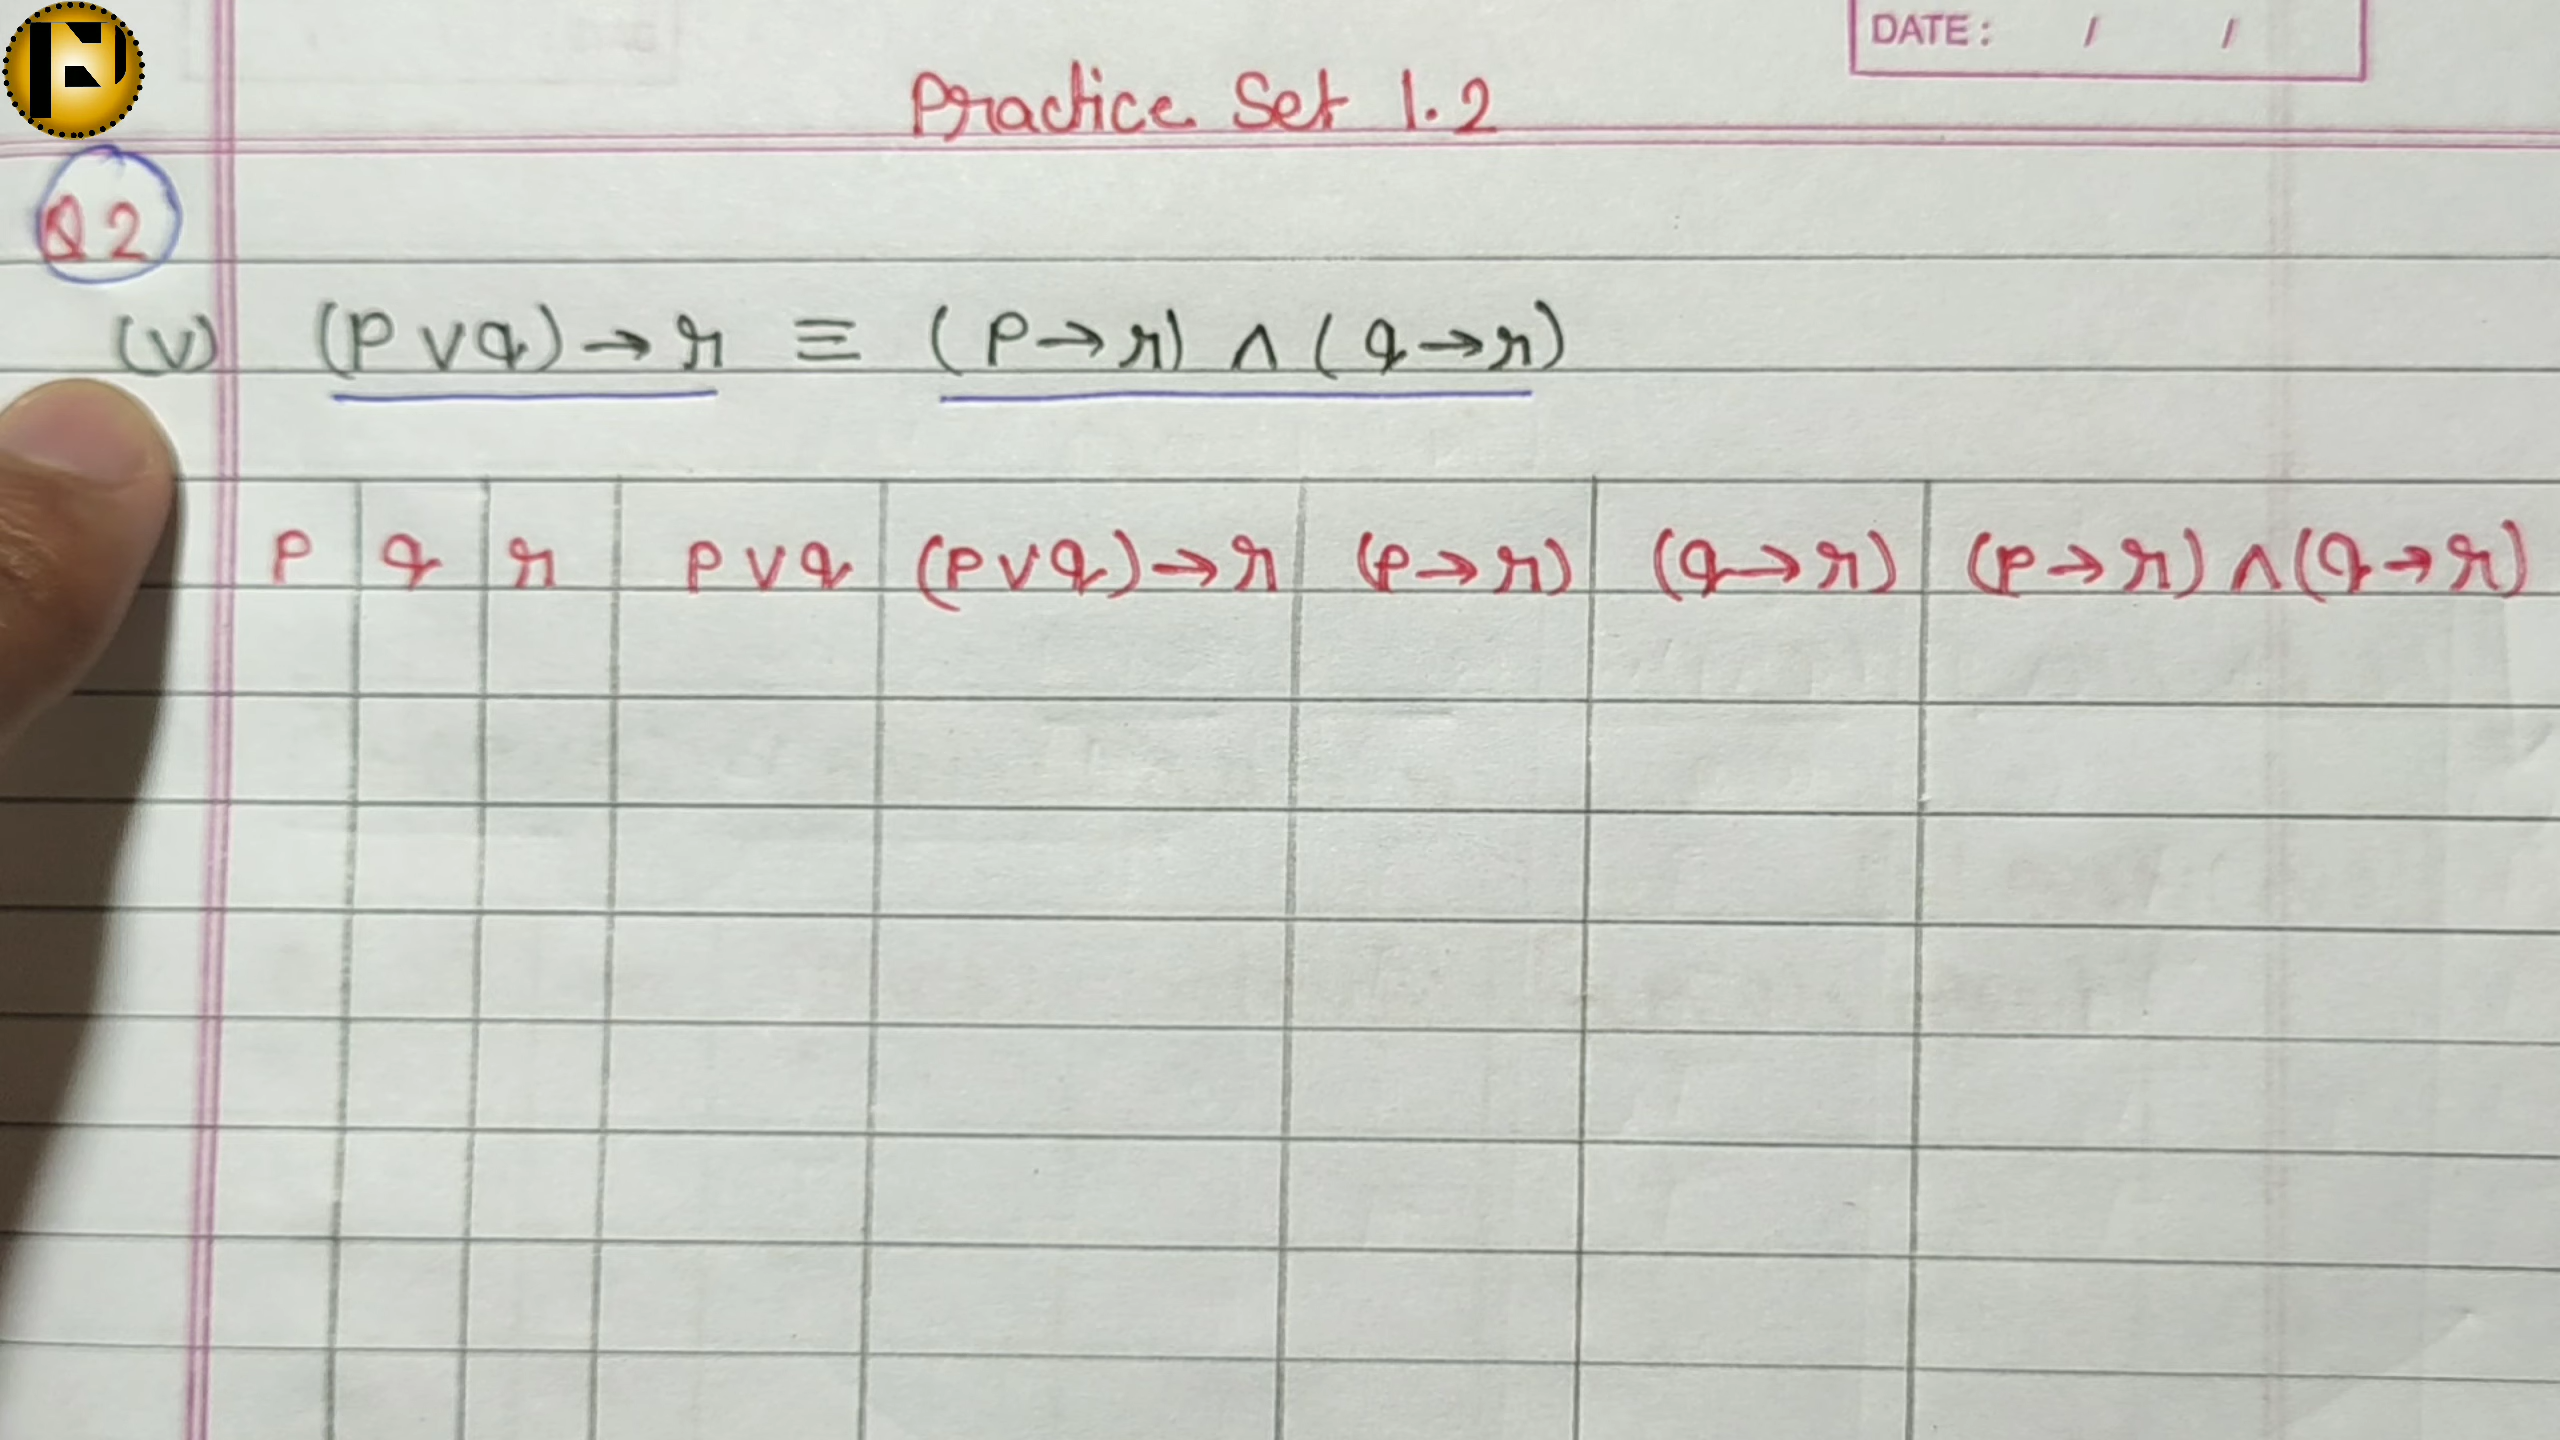 DATE: / /
Practice Set 1.2
Q2
(v) (p∨q)→r ≡ (p→r) ∧ (q→r)
p q r p∨q (p∨q)→r (p→r) (q→r) (p→r)∧(q→r)